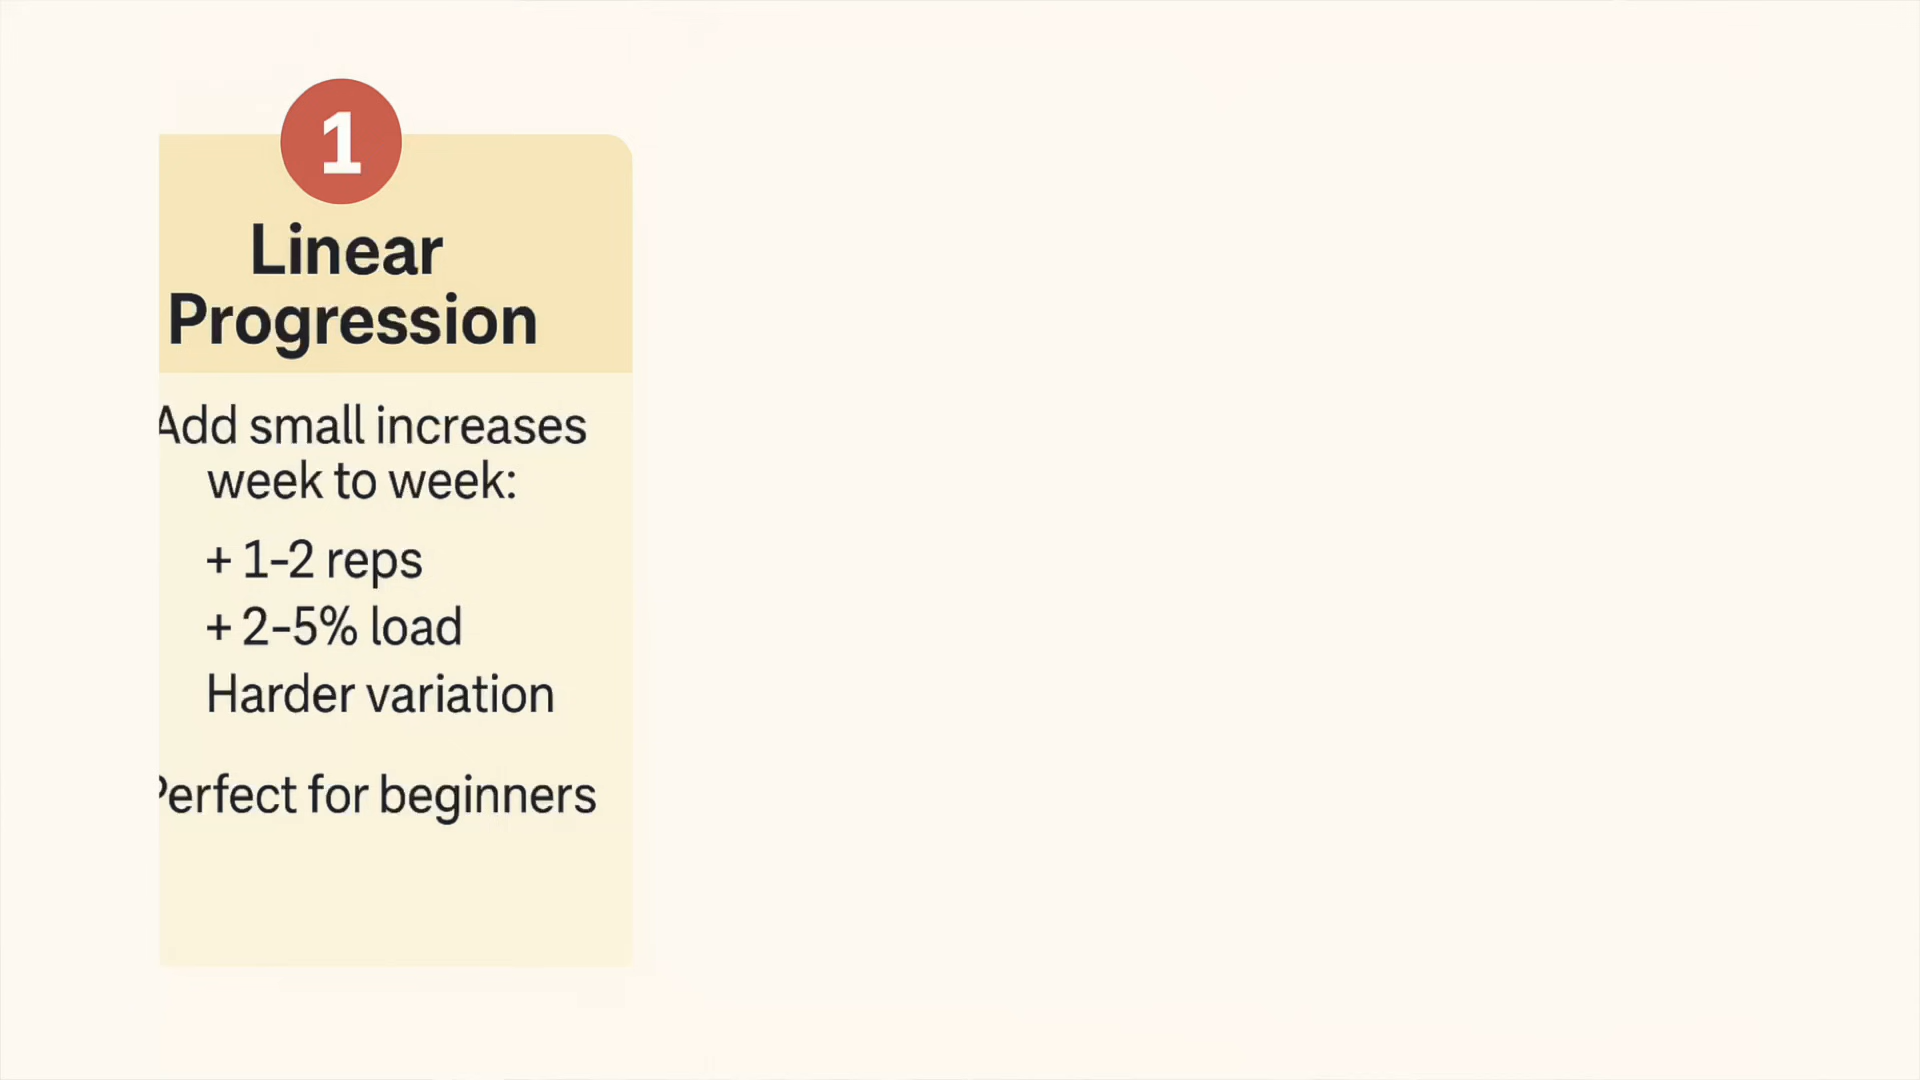 1
Linear
Progression
Add small increases
week to week:
+ 1-2 reps
+ 2-5% load
Harder variation
Perfect for beginners